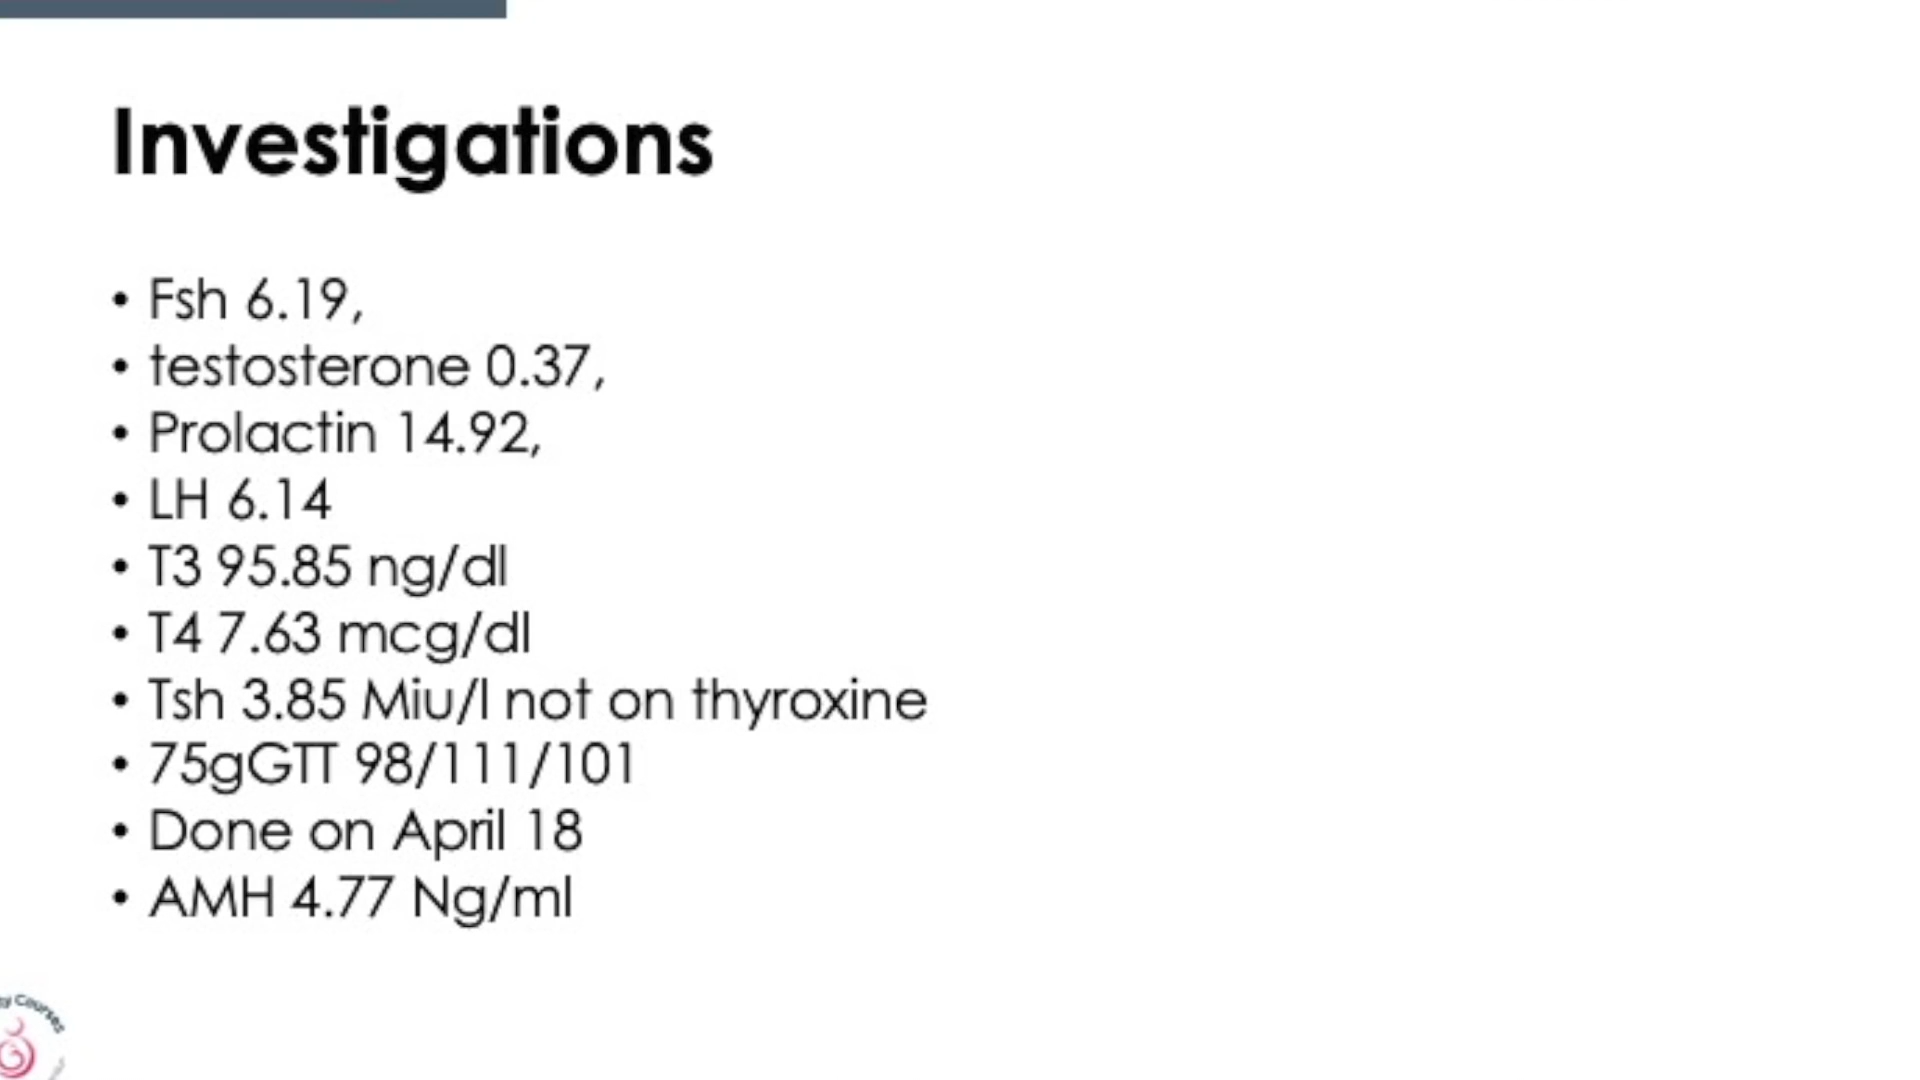 Investigations
• Fsh 6.19,
• testosterone 0.37,
• Prolactin 14.92,
• LH 6.14
• T3 95.85 ng/dl
• T4 7.63 mcg/dl
• Tsh 3.85 Miu/l not on thyroxine
• 75gGTT 98/111/101
• Done on April 18
• AMH 4.77 Ng/ml
Courses